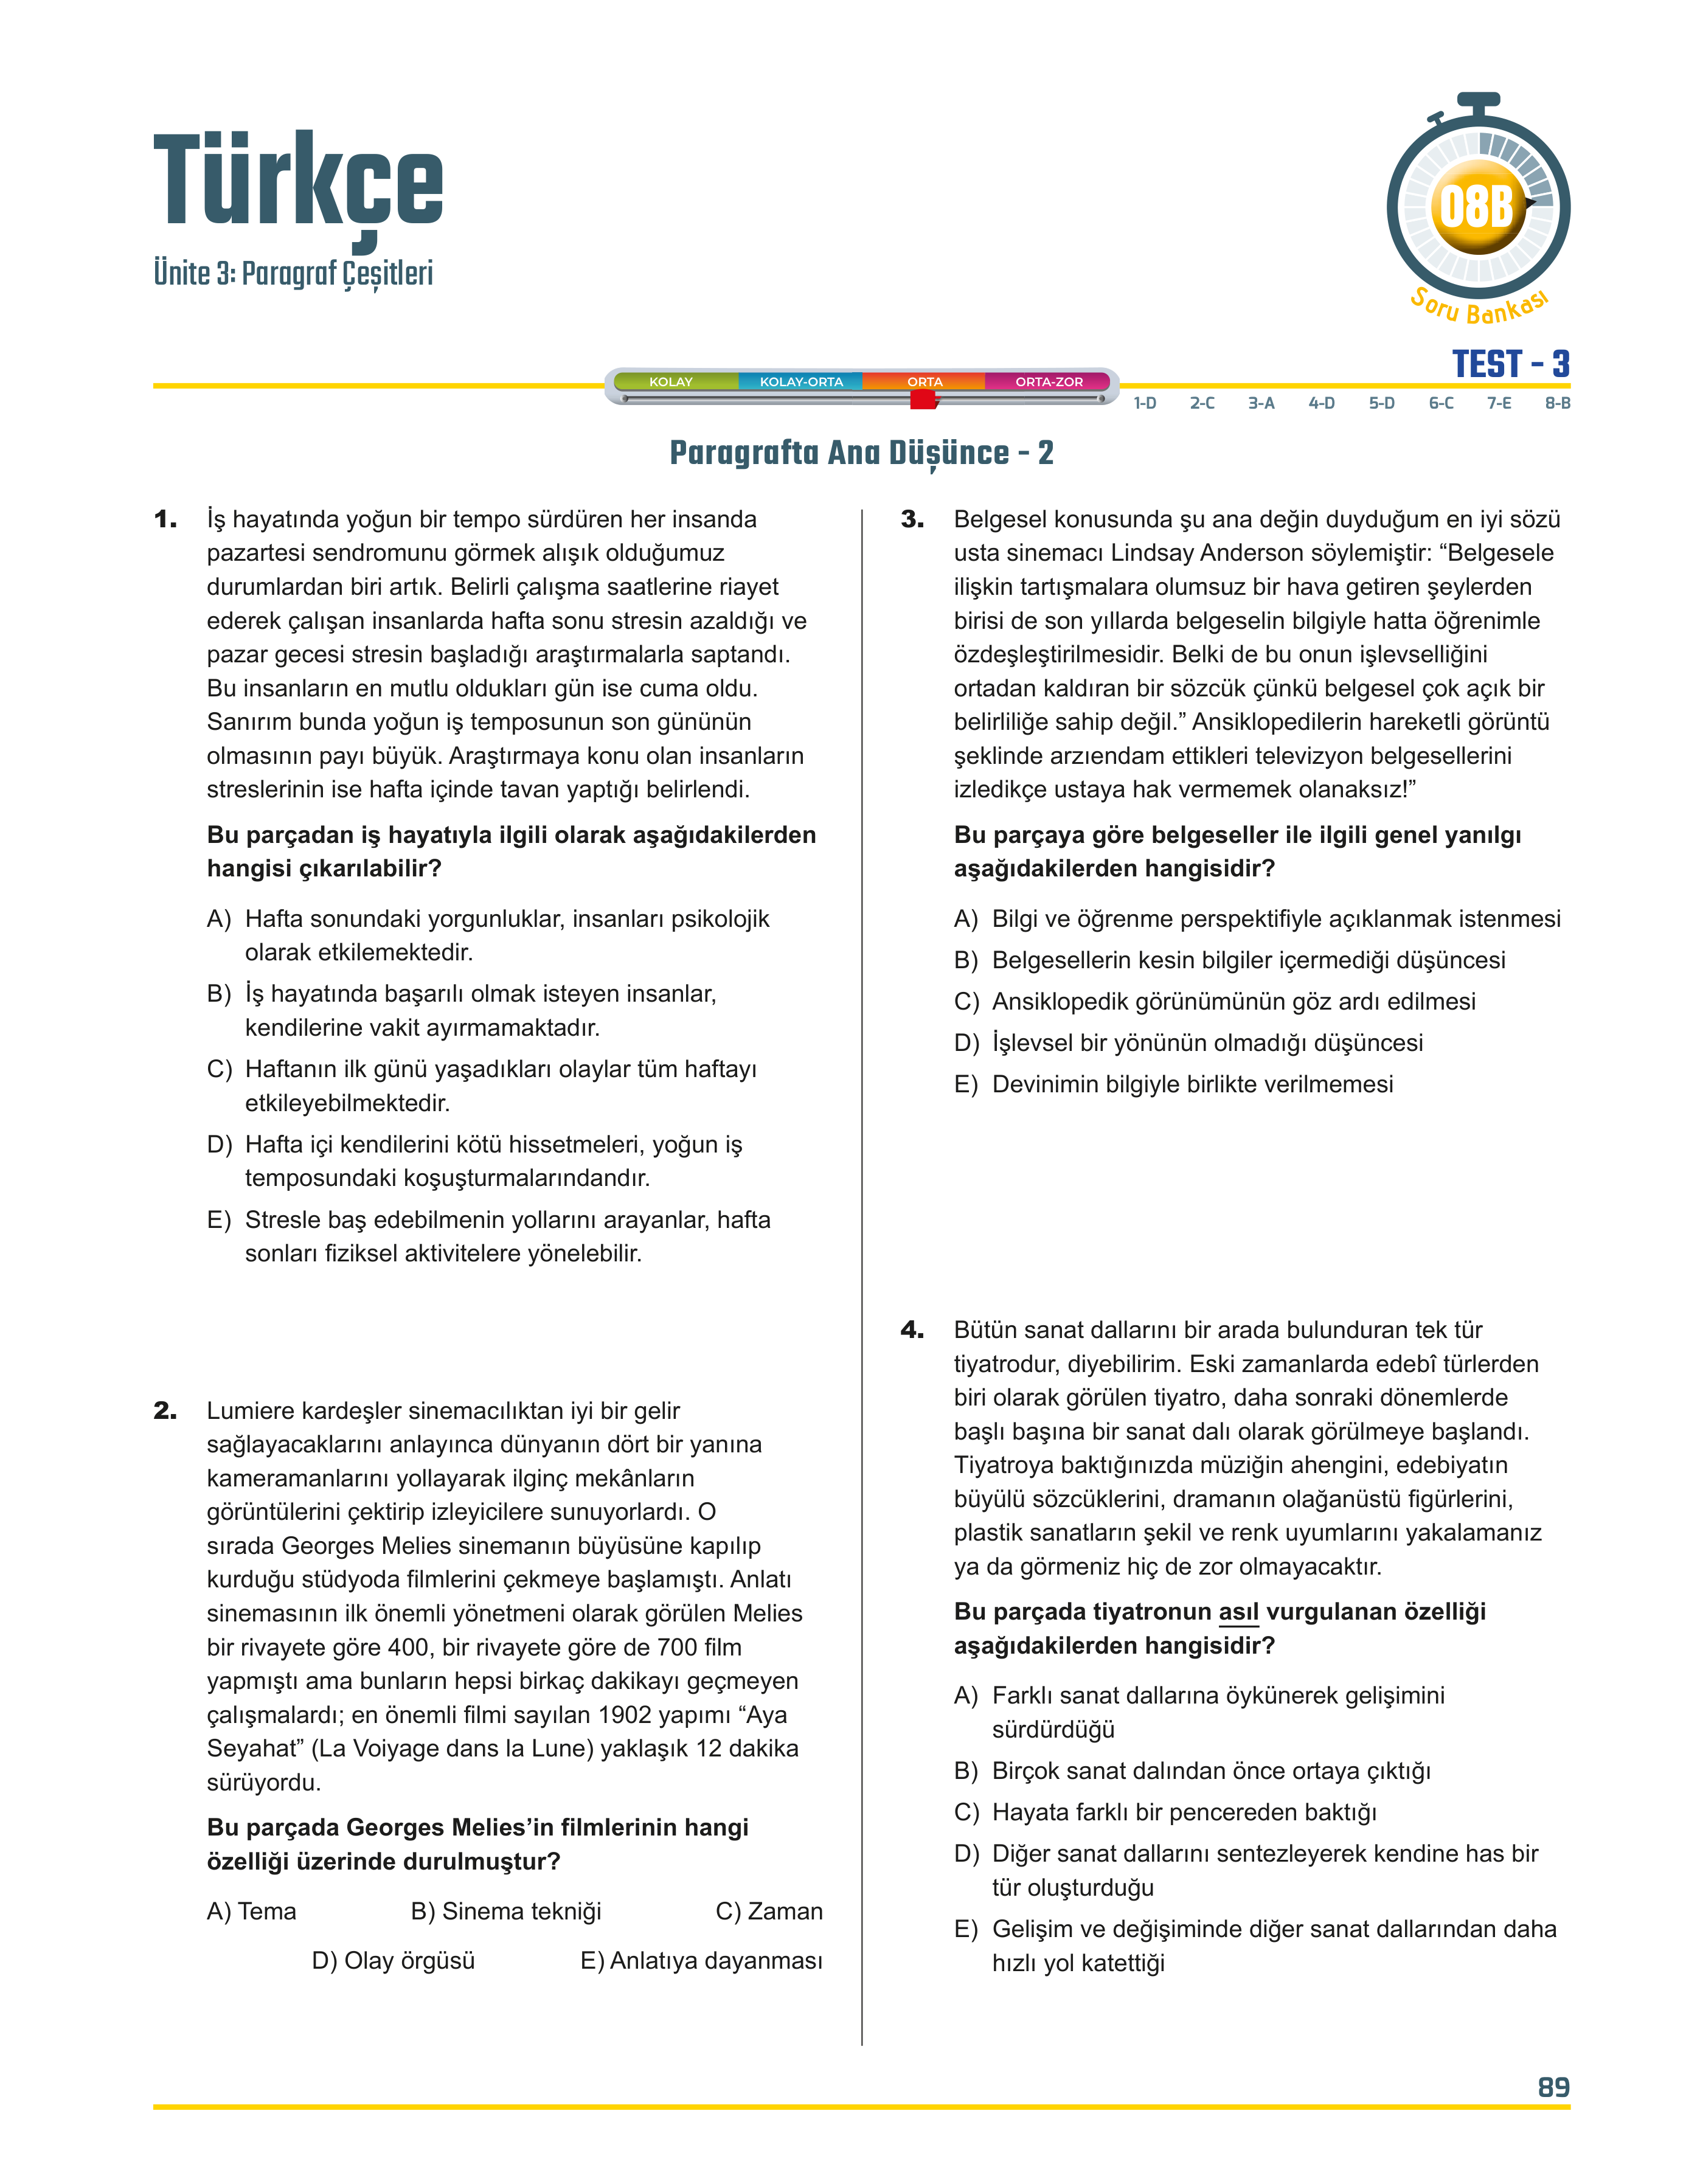 Türkçe
Ünite 3: Paragraf Çeşitleri
08B
Soru Bankası
TEST - 3
KOLAY KOLAY-ORTA ORTA ORTA-ZOR
1-D 2-C 3-A 4-D 5-D 6-C 7-E 8-B
Paragrafta Ana Düşünce - 2
1. İş hayatında yoğun bir tempo sürdüren her insanda
pazartesi sendromunu görmek alışık olduğumuz
durumlardan biri artık. Belirli çalışma saatlerine riayet
ederek çalışan insanlarda hafta sonu stresin azaldığı ve
pazar gecesi stresin başladığı araştırmalarla saptandı.
Bu insanların en mutlu oldukları gün ise cuma oldu.
Sanırım bunda yoğun iş temposunun son gününün
olmasının payı büyük. Araştırmaya konu olan insanların
streslerinin ise hafta içinde tavan yaptığı belirlendi.
Bu parçadan iş hayatıyla ilgili olarak aşağıdakilerden
hangisi çıkarılabilir?
A) Hafta sonundaki yorgunluklar, insanları psikolojik
olarak etkilemektedir.
B) İş hayatında başarılı olmak isteyen insanlar,
kendilerine vakit ayırmamaktadır.
C) Haftanın ilk günü yaşadıkları olaylar tüm haftayı
etkileyebilmektedir.
D) Hafta içi kendilerini kötü hissetmeleri, yoğun iş
temposundaki koşuşturmalarındandır.
E) Stresle baş edebilmenin yollarını arayanlar, hafta
sonları fiziksel aktivitelere yönelebilir.
2. Lumiere kardeşler sinemacılıktan iyi bir gelir
sağlayacaklarını anlayınca dünyanın dört bir yanına
kameramanlarını yollayarak ilginç mekânların
görüntülerini çektirip izleyicilere sunuyorlardı. O
sırada Georges Melies sinemanın büyüsüne kapılıp
kurduğu stüdyoda filmlerini çekmeye başlamıştı. Anlatı
sinemasının ilk önemli yönetmeni olarak görülen Melies
bir rivayete göre 400, bir rivayete göre de 700 film
yapmıştı ama bunların hepsi birkaç dakikayı geçmeyen
çalışmalardı; en önemli filmi sayılan 1902 yapımı “Aya
Seyahat” (La Voiyage dans la Lune) yaklaşık 12 dakika
sürüyordu.
Bu parçada Georges Melies’in filmlerinin hangi
özelliği üzerinde durulmuştur?
A) Tema B) Sinema tekniği C) Zaman
D) Olay örgüsü E) Anlatıya dayanması
3. Belgesel konusunda şu ana değin duyduğum en iyi sözü
usta sinemacı Lindsay Anderson söylemiştir: “Belgesele
ilişkin tartışmalara olumsuz bir hava getiren şeylerden
birisi de son yıllarda belgeselin bilgiyle hatta öğrenimle
özdeşleştirilmesidir. Belki de bu onun işlevselliğini
ortadan kaldıran bir sözcük çünkü belgesel çok açık bir
belirliliğe sahip değil.” Ansiklopedilerin hareketli görüntü
şeklinde arzıendam ettikleri televizyon belgesellerini
izledikçe ustaya hak vermemek olanaksız!”
Bu parçaya göre belgeseller ile ilgili genel yanılgı
aşağıdakilerden hangisidir?
A) Bilgi ve öğrenme perspektifiyle açıklanmak istenmesi
B) Belgesellerin kesin bilgiler içermediği düşüncesi
C) Ansiklopedik görünümünün göz ardı edilmesi
D) İşlevsel bir yönünün olmadığı düşüncesi
E) Devinimin bilgiyle birlikte verilmemesi
4. Bütün sanat dallarını bir arada bulunduran tek tür
tiyatrodur, diyebilirim. Eski zamanlarda edebî türlerden
biri olarak görülen tiyatro, daha sonraki dönemlerde
başlı başına bir sanat dalı olarak görülmeye başlandı.
Tiyatroya baktığınızda müziğin ahengini, edebiyatın
büyülü sözcüklerini, dramanın olağanüstü figürlerini,
plastik sanatların şekil ve renk uyumlarını yakalamanız
ya da görmeniz hiç de zor olmayacaktır.
Bu parçada tiyatronun asıl vurgulanan özelliği
aşağıdakilerden hangisidir?
A) Farklı sanat dallarına öykünerek gelişimini
sürdürdüğü
B) Birçok sanat dalından önce ortaya çıktığı
C) Hayata farklı bir pencereden baktığı
D) Diğer sanat dallarını sentezleyerek kendine has bir
tür oluşturduğu
E) Gelişim ve değişiminde diğer sanat dallarından daha
hızlı yol katettiği
89